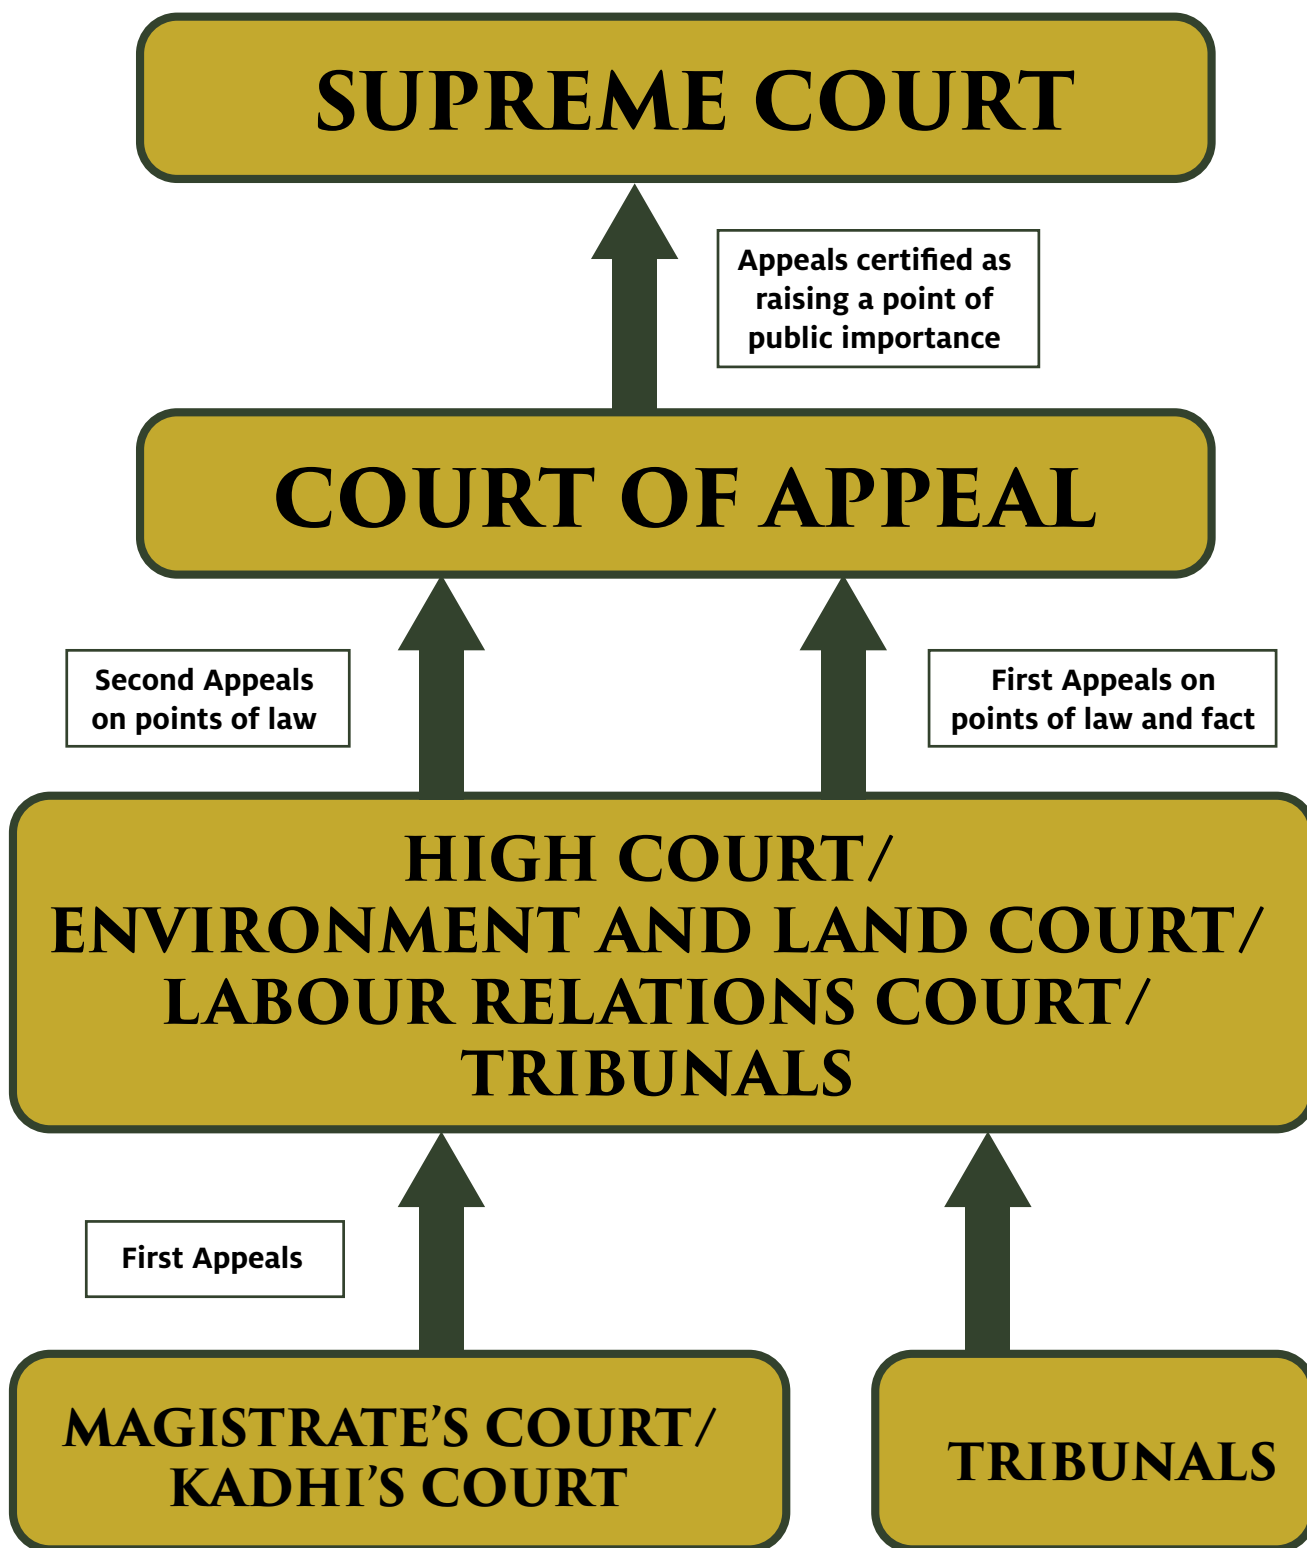 SUPREME COURT
Appeals certified as
raising a point of
public importance
COURT OF APPEAL
Second Appeals
on points of law
First Appeals on
points of law and fact
HIGH COURT/
ENVIRONMENT AND LAND COURT/
LABOUR RELATIONS COURT/
TRIBUNALS
First Appeals
MAGISTRATE’S COURT/
KADHI’S COURT
TRIBUNALS